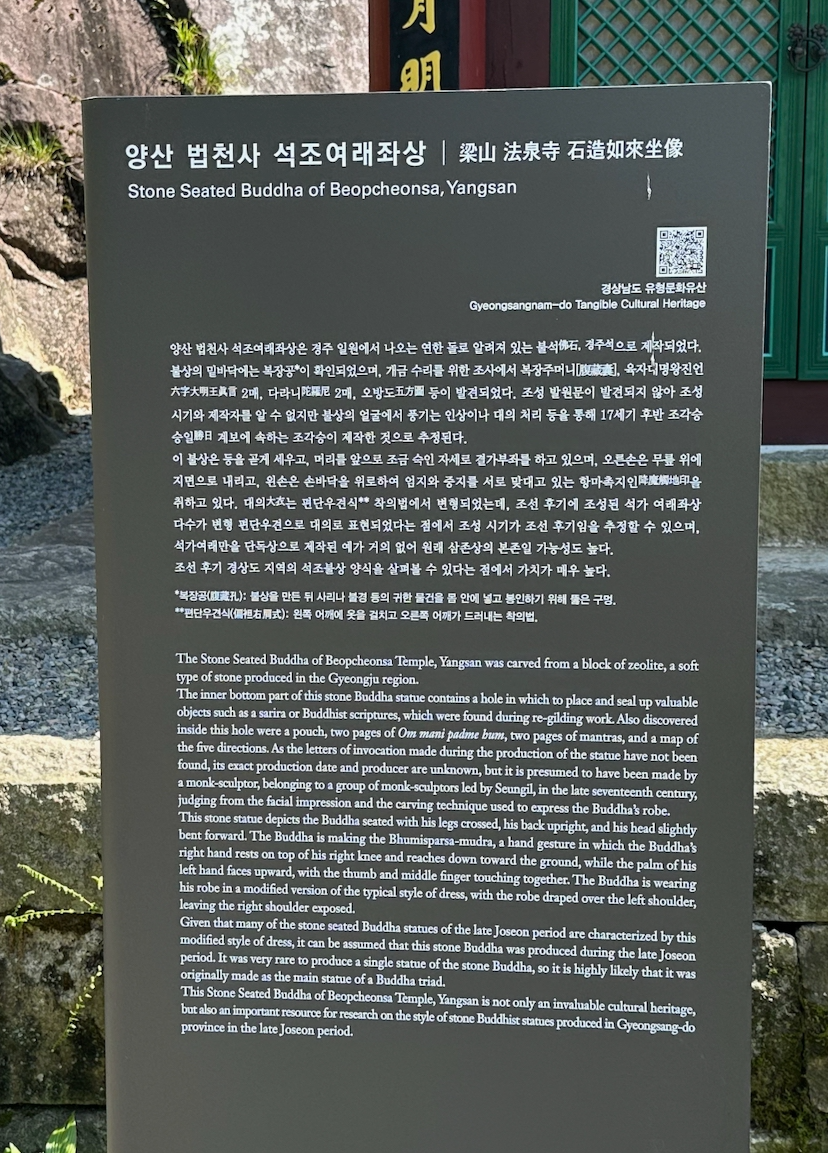 月明
양산 법천사 석조여래좌상 | 梁山 法泉寺 石造如來坐像
Stone Seated Buddha of Beopcheonsa, Yangsan
경상남도 유형문화유산
Gyeongsangnam-do Tangible Cultural Heritage
양산 법천사 석조여래좌상은 경주 일원에서 나오는 연한 돌로 알려져 있는 불석佛石, 경주석으로 제작되었다.
불상의 밑바닥에는 복장공*이 확인되었으며, 개금 수리를 위한 조사에서 복장주머니[腹藏囊], 육자대명왕진언
六字大明王眞言 2매, 다라니陀羅尼 2매, 오방도五方圖 등이 발견되었다. 조성 발원문이 발견되지 않아 조성
시기와 제작자를 알 수 없지만 불상의 얼굴에서 풍기는 인상이나 대의 처리 등을 통해 17세기 후반 조각승
승일勝日 계보에 속하는 조각승이 제작한 것으로 추정된다.
이 불상은 등을 곧게 세우고, 머리를 앞으로 조금 숙인 자세로 결가부좌를 하고 있으며, 오른손은 무릎 위에
지면으로 내리고, 왼손은 손바닥을 위로하여 엄지와 중지를 서로 맞대고 있는 항마촉지인降魔觸地印을
취하고 있다. 대의大衣는 편단우견식** 착의법에서 변형되었는데, 조선 후기에 조성된 석가 여래좌상
다수가 변형 편단우견으로 대의로 표현되었다는 점에서 조성 시기가 조선 후기임을 추정할 수 있으며,
석가여래만을 단독상으로 제작된 예가 거의 없어 원래 삼존상의 본존일 가능성도 높다.
조선 후기 경상도 지역의 석조불상 양식을 살펴볼 수 있다는 점에서 가치가 매우 높다.
*복장공(腹藏孔): 불상을 만든 뒤 사리나 불경 등의 귀한 물건을 몸 안에 넣고 봉인하기 위해 뚫은 구멍.
**편단우견식(偏袒右肩式): 왼쪽 어깨에 옷을 걸치고 오른쪽 어깨가 드러내는 착의법.
The Stone Seated Buddha of Beopcheonsa Temple, Yangsan was carved from a block of zeolite, a soft
type of stone produced in the Gyeongju region.
The inner bottom part of this stone Buddha statue contains a hole in which to place and seal up valuable
objects such as a sarira or Buddhist scriptures, which were found during re-gilding work. Also discovered
inside this hole were a pouch, two pages of Om mani padme hum, two pages of mantras, and a map of
the five directions. As the letters of invocation made during the production of the statue have not been
found, its exact production date and producer are unknown, but it is presumed to have been made by
a monk-sculptor, belonging to a group of monk-sculptors led by Seungil, in the late seventeenth century,
judging from the facial impression and the carving technique used to express the Buddha's robe.
This stone statue depicts the Buddha seated with his legs crossed, his back upright, and his head slightly
bent forward. The Buddha is making the Bhumisparsa-mudra, a hand gesture in which the Buddha's
right hand rests on top of his right knee and reaches down toward the ground, while the palm of his
left hand faces upward, with the thumb and middle finger touching together. The Buddha is wearing
his robe in a modified version of the typical style of dress, with the robe draped over the left shoulder,
leaving the right shoulder exposed.
Given that many of the stone seated Buddha statues of the late Joseon period are characterized by this
modified style of dress, it can be assumed that this stone Buddha was produced during the late Joseon
period. It was very rare to produce a single statue of the stone Buddha, so it is highly likely that it was
originally made as the main statue of a Buddha triad.
This Stone Seated Buddha of Beopcheonsa Temple, Yangsan is not only an invaluable cultural heritage,
but also an important resource for research on the style of stone Buddhist statues produced in Gyeongsang-do
province in the late Joseon period.